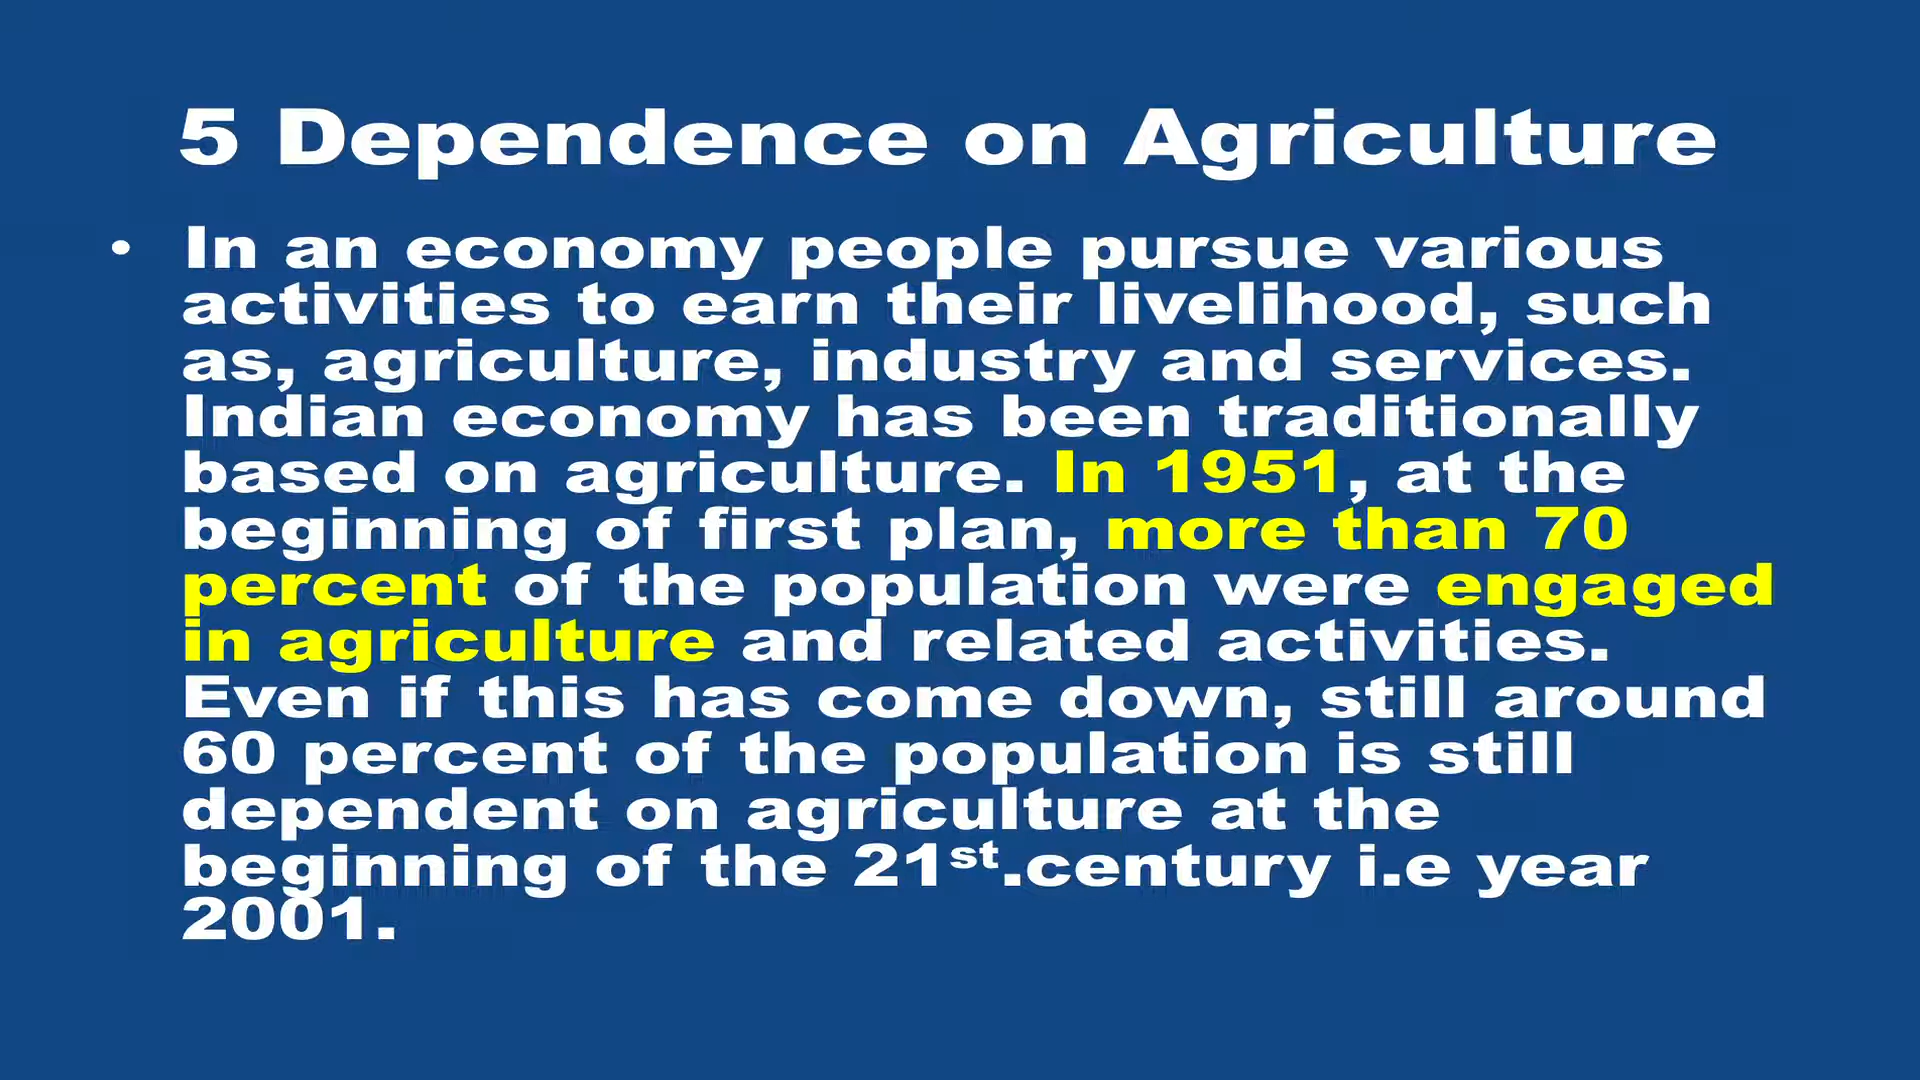 5 Dependence on Agriculture
• In an economy people pursue various
activities to earn their livelihood, such
as, agriculture, industry and services.
Indian economy has been traditionally
based on agriculture. In 1951, at the
beginning of first plan, more than 70
percent of the population were engaged
in agriculture and related activities.
Even if this has come down, still around
60 percent of the population is still
dependent on agriculture at the
beginning of the 21st.century i.e year
2001.